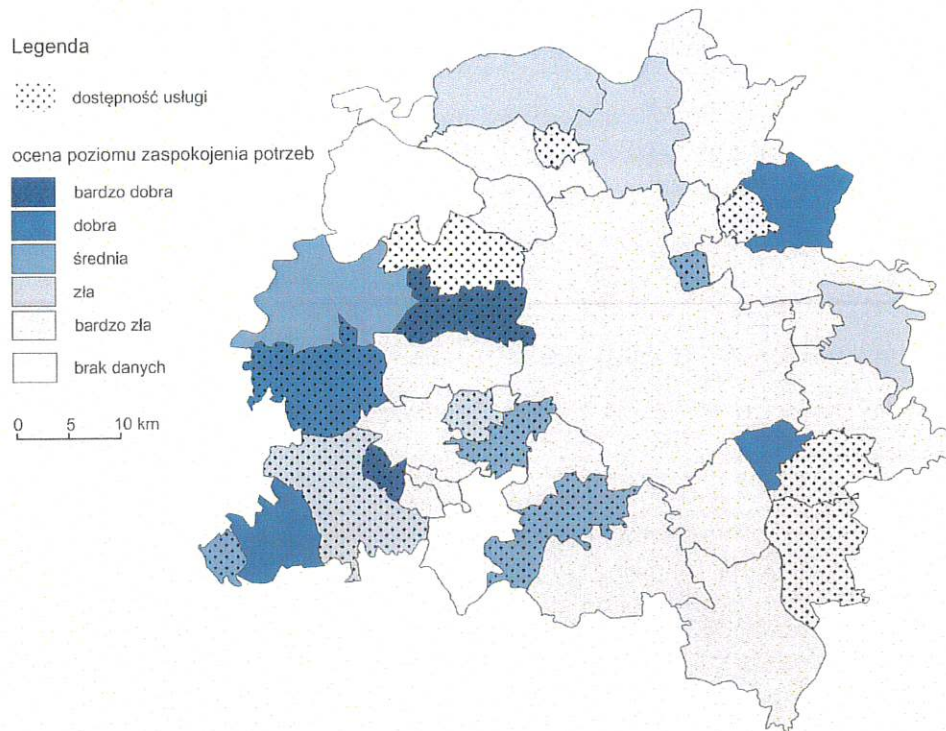 Legenda
dostępność usługi
ocena poziomu zaspokojenia potrzeb
bardzo dobra
dobra
średnia
zła
bardzo zła
brak danych
0 5 10 km